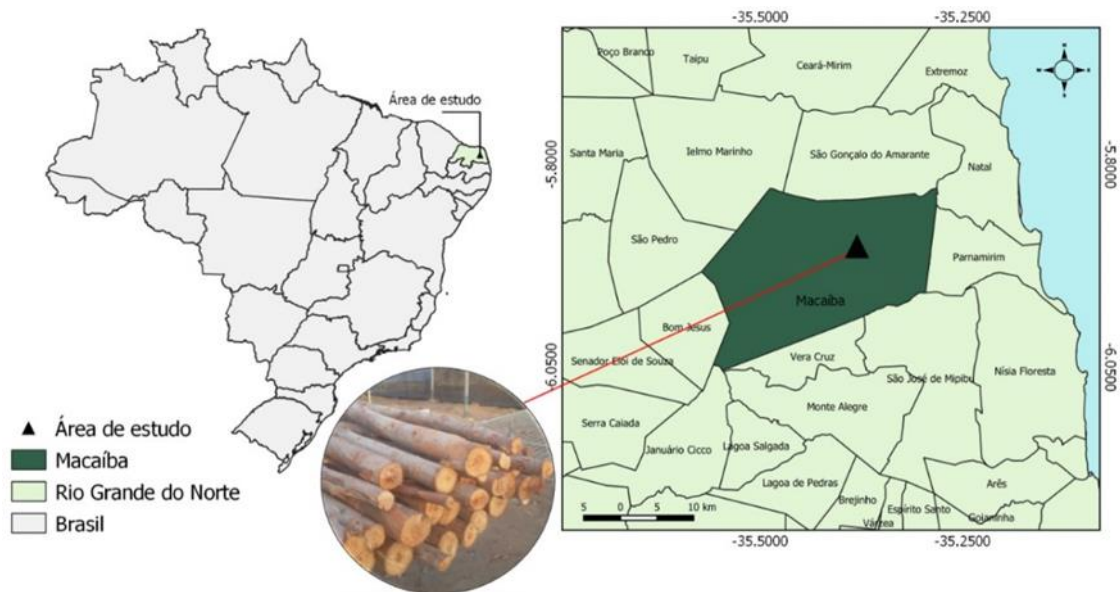 Área de estudo
Área de estudo
Macaíba
Rio Grande do Norte
Brasil
-35.5000
-35.2500
Poço Branco
Taipu
Ceará-Mirim
Extremoz
N
Santa Maria
Ielmo Marinho
São Gonçalo do Amarante
Natal
-5.8000
-5.8000
São Pedro
Parnamirim
Macaíba
Bom Jesus
Senador Elói de Souza
Vera Cruz
São José de Mipibu
Nísia Floresta
-6.0500
-6.0500
Serra Caiada
Monte Alegre
Januário Cicco
Lagoa Salgada
Lagoa de Pedras
Brejinho
Arês
Espírito Santo
Várzea
Goianinha
5 0 5 10 km
-35.5000
-35.2500